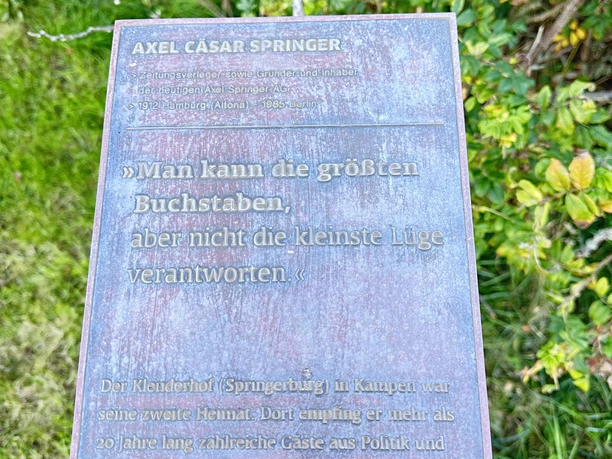 AXEL CÄSAR SPRINGER
> Zeitungsverleger sowie Gründer und Inhaber
der heutigen Axel Springer AG
> 1912 Hamburg (Altona) – 1985 Berlin
»Man kann die größten
Buchstaben,
aber nicht die kleinste Lüge
verantworten.«
Der Klenderhof (Springerburg) in Kampen war
seine zweite Heimat. Dort empfing er mehr als
20 Jahre lang zahlreiche Gäste aus Politik und